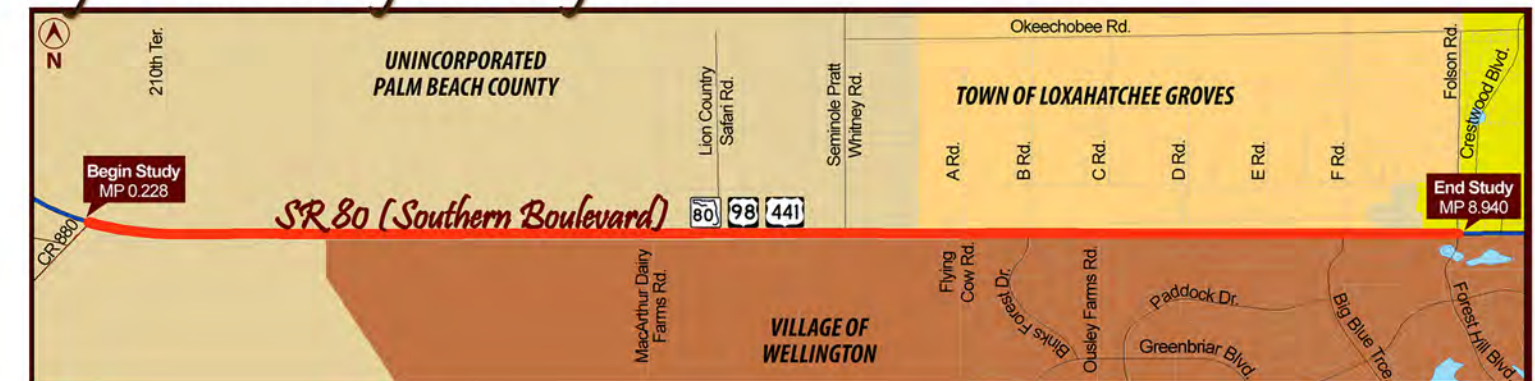 N
210th Ter.
UNINCORPORATED
PALM BEACH COUNTY
Lion Country
Safari Rd.
Seminole Pratt
Whitney Rd.
Okeechobee Rd.
TOWN OF LOXAHATCHEE GROVES
A Rd.
B Rd.
C Rd.
D Rd.
E Rd.
F Rd.
Folson Rd.
Crestwood Blvd.
Begin Study
MP 0.228
End Study
MP 8.940
SR 80 (Southern Boulevard)
80
98
441
CR 880
MacArthur Dairy
Farms Rd.
VILLAGE OF
WELLINGTON
Flying
Cow Rd.
Binks Forest Dr.
Ousley Farms Rd.
Paddock Dr.
Greenbriar Blvd.
Big Blue Trce
Forest Hill Blvd.